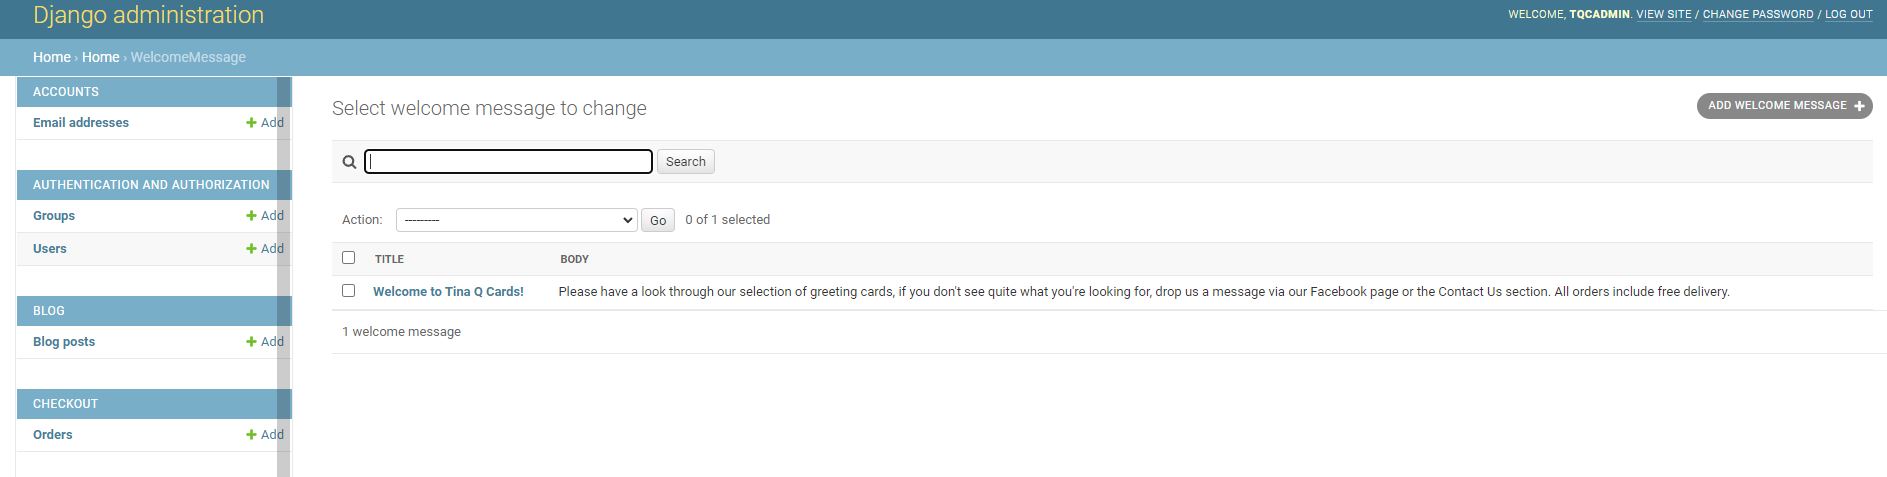 Django administration
WELCOME, TQCADMIN. VIEW SITE / CHANGE PASSWORD / LOG OUT
Home › Home › WelcomeMessage
ACCOUNTS
Email addresses
+ Add
AUTHENTICATION AND AUTHORIZATION
Groups
+ Add
Users
+ Add
BLOG
Blog posts
+ Add
CHECKOUT
Orders
+ Add
Select welcome message to change
ADD WELCOME MESSAGE +
Search
Action: --------- Go 0 of 1 selected
TITLE BODY
Welcome to Tina Q Cards! Please have a look through our selection of greeting cards, if you don't see quite what you're looking for, drop us a message via our Facebook page or the Contact Us section. All orders include free delivery.
1 welcome message